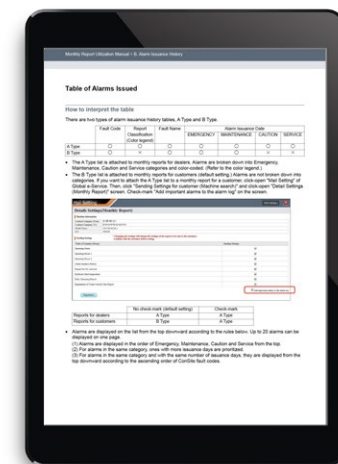 Monthly Report Utilization Manual > B. Alarm Issuance History
Table of Alarms Issued
How to interpret the table
There are two types of alarm issuance history tables, A Type and B Type.
Fault Code Report Classification (Color legend) Fault Name Alarm Issuance Date
EMERGENCY MAINTENANCE CAUTION SERVICE
A Type ○ ○ ○ ○ ○ ○ ○
B Type ○ × ○ ○ × × ×
• The A Type list is attached to monthly reports for dealers. Alarms are broken down into Emergency,
Maintenance, Caution and Service categories and color-coded. (Refer to the color legend.)
• The B Type list is attached to monthly reports for customers (default setting.) Alarms are not broken down into
categories. If you want to attach the A Type list to a monthly report for a customer, click-open "Mail Setting" of
Global e-Service. Then, click "Sending Settings for customer (Machine search)" and click-open "Detail Settings
(Monthly Report)" screen. Check-mark "Add important alarms to the alarm log" on the screen.
Mail Setting
Details Settings(Monthly Report)
No check mark (default setting) Check mark
Reports for dealers A Type A Type
Reports for customers B Type A Type
• Alarms are displayed on the list from the top downward according to the rules below. Up to 20 alarms can be
displayed on one page.
(1) Alarms are displayed in the order of Emergency, Maintenance, Caution and Service from the top.
(2) For alarms in the same category, ones with more issuance days are prioritized.
(3) For alarms in the same category and with the same number of issuance days, they are displayed from the
top downward according to the ascending order of ConSite fault codes.